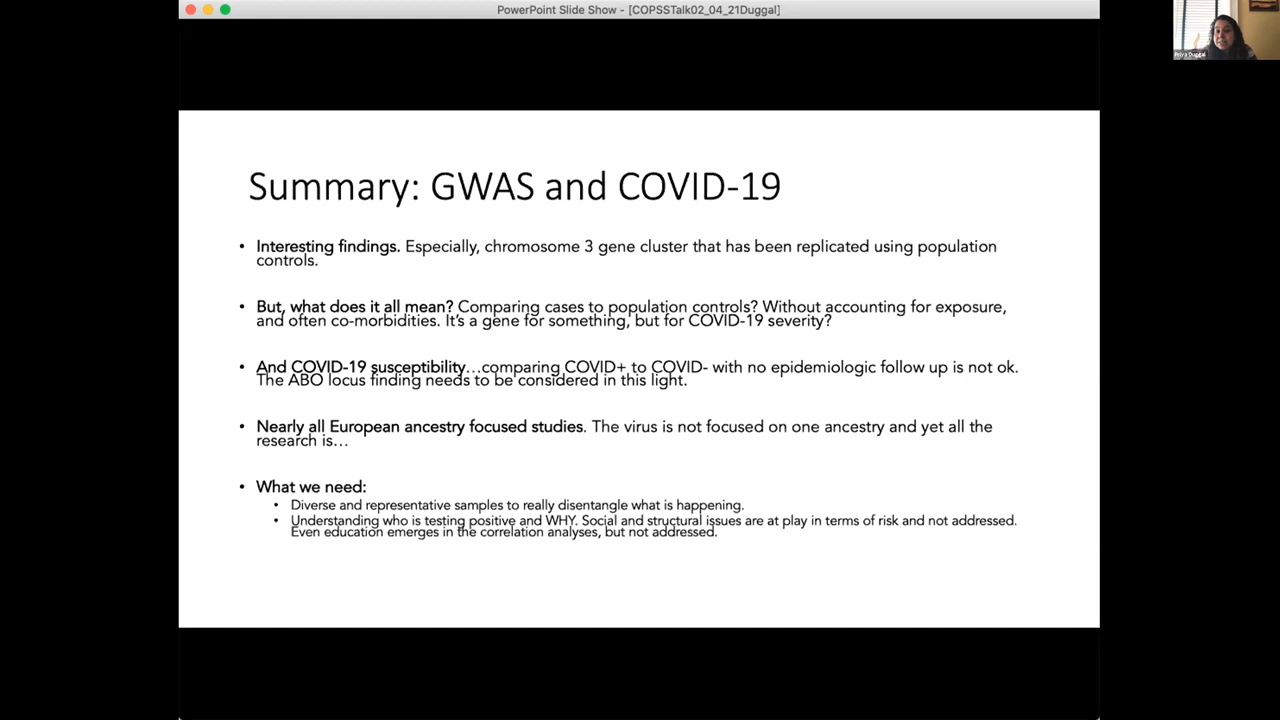 PowerPoint Slide Show - [COPSSTalk02_04_21Duggal]
Priya Duggal
Summary: GWAS and COVID-19
• Interesting findings. Especially, chromosome 3 gene cluster that has been replicated using population
controls.
• But, what does it all mean? Comparing cases to population controls? Without accounting for exposure,
and often co-morbidities. It's a gene for something, but for COVID-19 severity?
• And COVID-19 susceptibility…comparing COVID+ to COVID- with no epidemiologic follow up is not ok.
The ABO locus finding needs to be considered in this light.
• Nearly all European ancestry focused studies. The virus is not focused on one ancestry and yet all the
research is…
• What we need:
• Diverse and representative samples to really disentangle what is happening.
• Understanding who is testing positive and WHY. Social and structural issues are at play in terms of risk and not addressed.
Even education emerges in the correlation analyses, but not addressed.